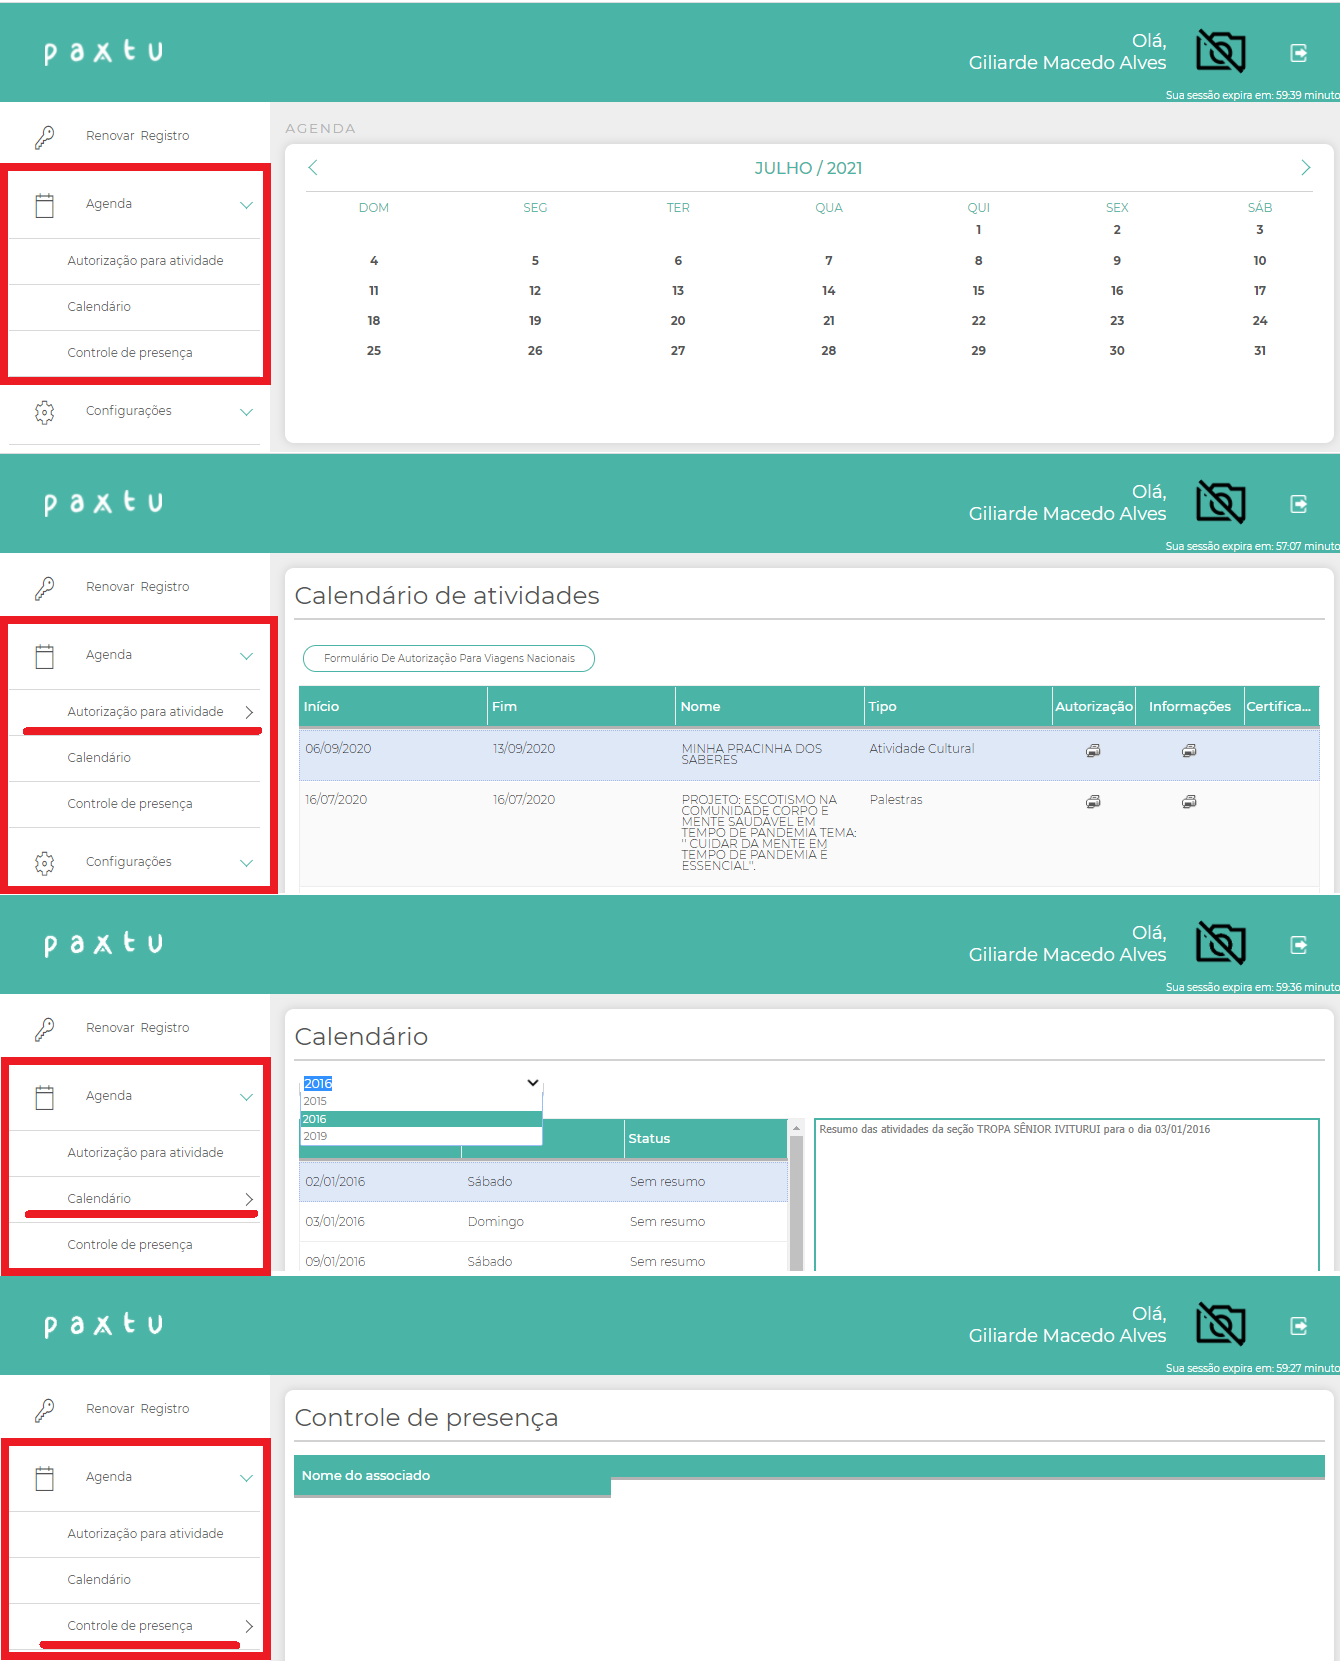 paxtu
Olá,
Giliarde Macedo Alves
Sua sessão expira em: 59:39 minuto
Renovar Registro
Agenda
Autorização para atividade
Calendário
Controle de presença
Configurações
AGENDA
JULHO / 2021
DOM SEG TER QUA QUI SEX SÁB
1 2 3
4 5 6 7 8 9 10
11 12 13 14 15 16 17
18 19 20 21 22 23 24
25 26 27 28 29 30 31
paxtu
Olá,
Giliarde Macedo Alves
Sua sessão expira em: 57:07 minuto
Renovar Registro
Agenda
Autorização para atividade
Calendário
Controle de presença
Configurações
Calendário de atividades
Formulário De Autorização Para Viagens Nacionais
Início Fim Nome Tipo Autorização Informações Certifica...
06/09/2020 13/09/2020 MINHA PRACINHA DOS Atividade Cultural
SABERES
16/07/2020 16/07/2020 PROJETO: ESCOTISMO NA Palestras
COMUNIDADE CORPO E
MENTE SAUDÁVEL EM
TEMPO DE PANDEMIA TEMA:
" CUIDAR DA MENTE EM
TEMPO DE PANDEMIA É
ESSENCIAL".
paxtu
Olá,
Giliarde Macedo Alves
Sua sessão expira em: 59:36 minuto
Renovar Registro
Agenda
Autorização para atividade
Calendário
Controle de presença
Calendário
2016
2015
2016
2019
Status
02/01/2016 Sábado Sem resumo
03/01/2016 Domingo Sem resumo
09/01/2016 Sábado Sem resumo
Resumo das atividades da seção TROPA SÊNIOR IVITURUI para o dia 03/01/2016
paxtu
Olá,
Giliarde Macedo Alves
Sua sessão expira em: 59:27 minuto
Renovar Registro
Agenda
Autorização para atividade
Calendário
Controle de presença
Controle de presença
Nome do associado